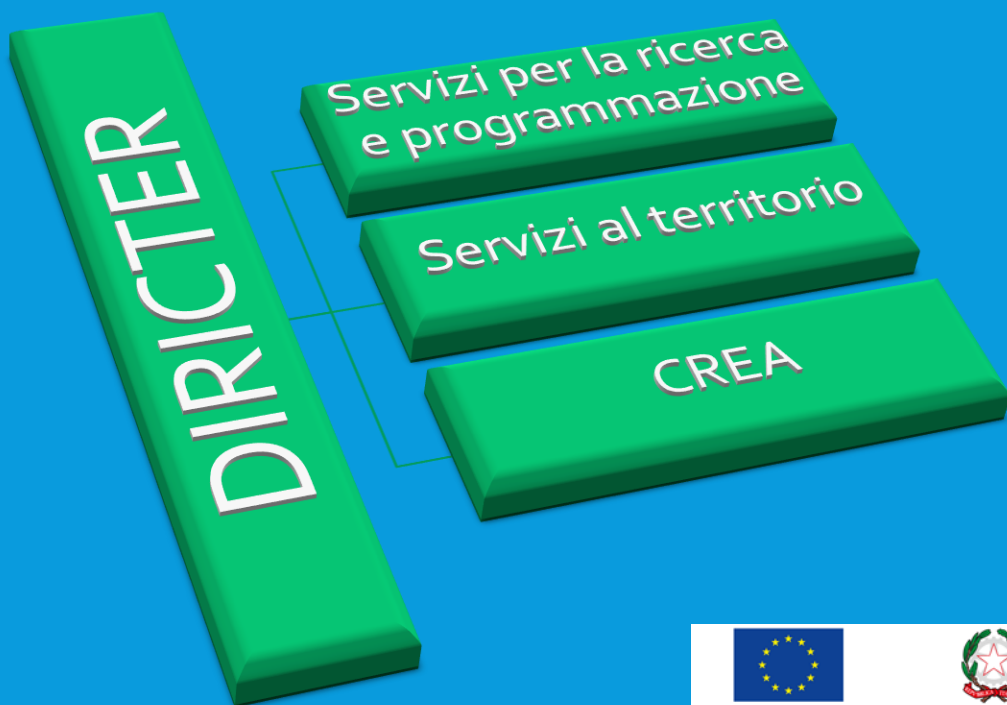 DIRICTER
Servizi per la ricerca
e programmazione
Servizi al territorio
CREA